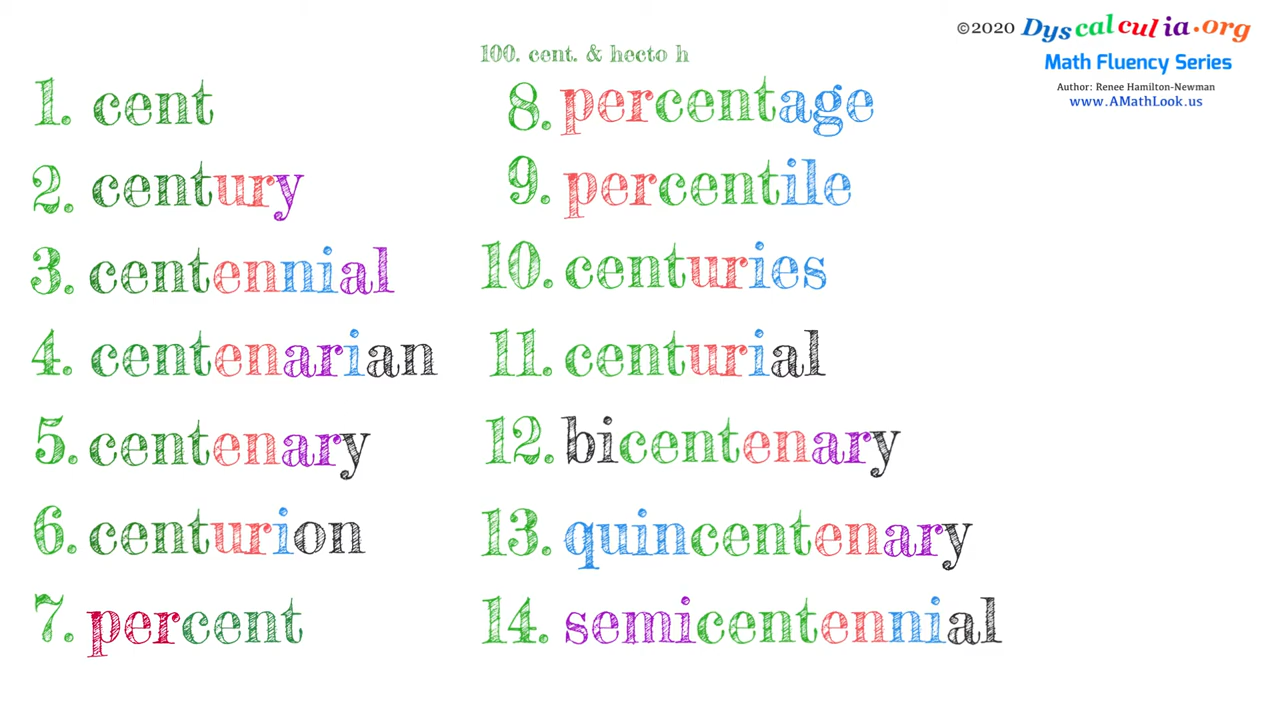 ©2020 Dyscalculia.org
Math Fluency Series
Author: Renee Hamilton-Newman
www.AMathLook.us
100. cent. & hecto h
1. cent
2. century
3. centennial
4. centenarian
5. centenary
6. centurion
7. percent
8. percentage
9. percentile
10. centuries
11. centurial
12. bicentenary
13. quincentenary
14. semicentennial